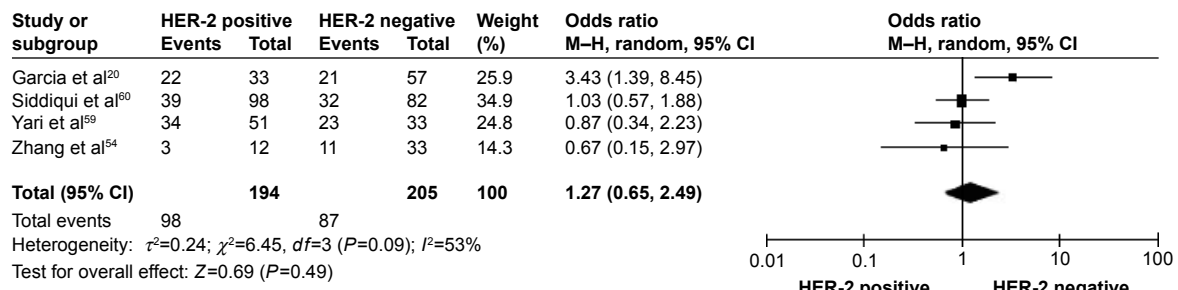 Study or HER-2 positive HER-2 negative Weight Odds ratio Odds ratio
subgroup Events Total Events Total (%) M–H, random, 95% CI M–H, random, 95% CI
Garcia et al²⁰ 22 33 21 57 25.9 3.43 (1.39, 8.45)
Siddiqui et al⁶⁰ 39 98 32 82 34.9 1.03 (0.57, 1.88)
Yari et al⁵⁹ 34 51 23 33 24.8 0.87 (0.34, 2.23)
Zhang et al⁵⁴ 3 12 11 33 14.3 0.67 (0.15, 2.97)
Total (95% CI) 194 205 100 1.27 (0.65, 2.49)
Total events 98 87
Heterogeneity: τ²=0.24; χ²=6.45, df=3 (P=0.09); I²=53%
Test for overall effect: Z=0.69 (P=0.49)
0.01 0.1 1 10 100
HER-2 positive HER-2 negative